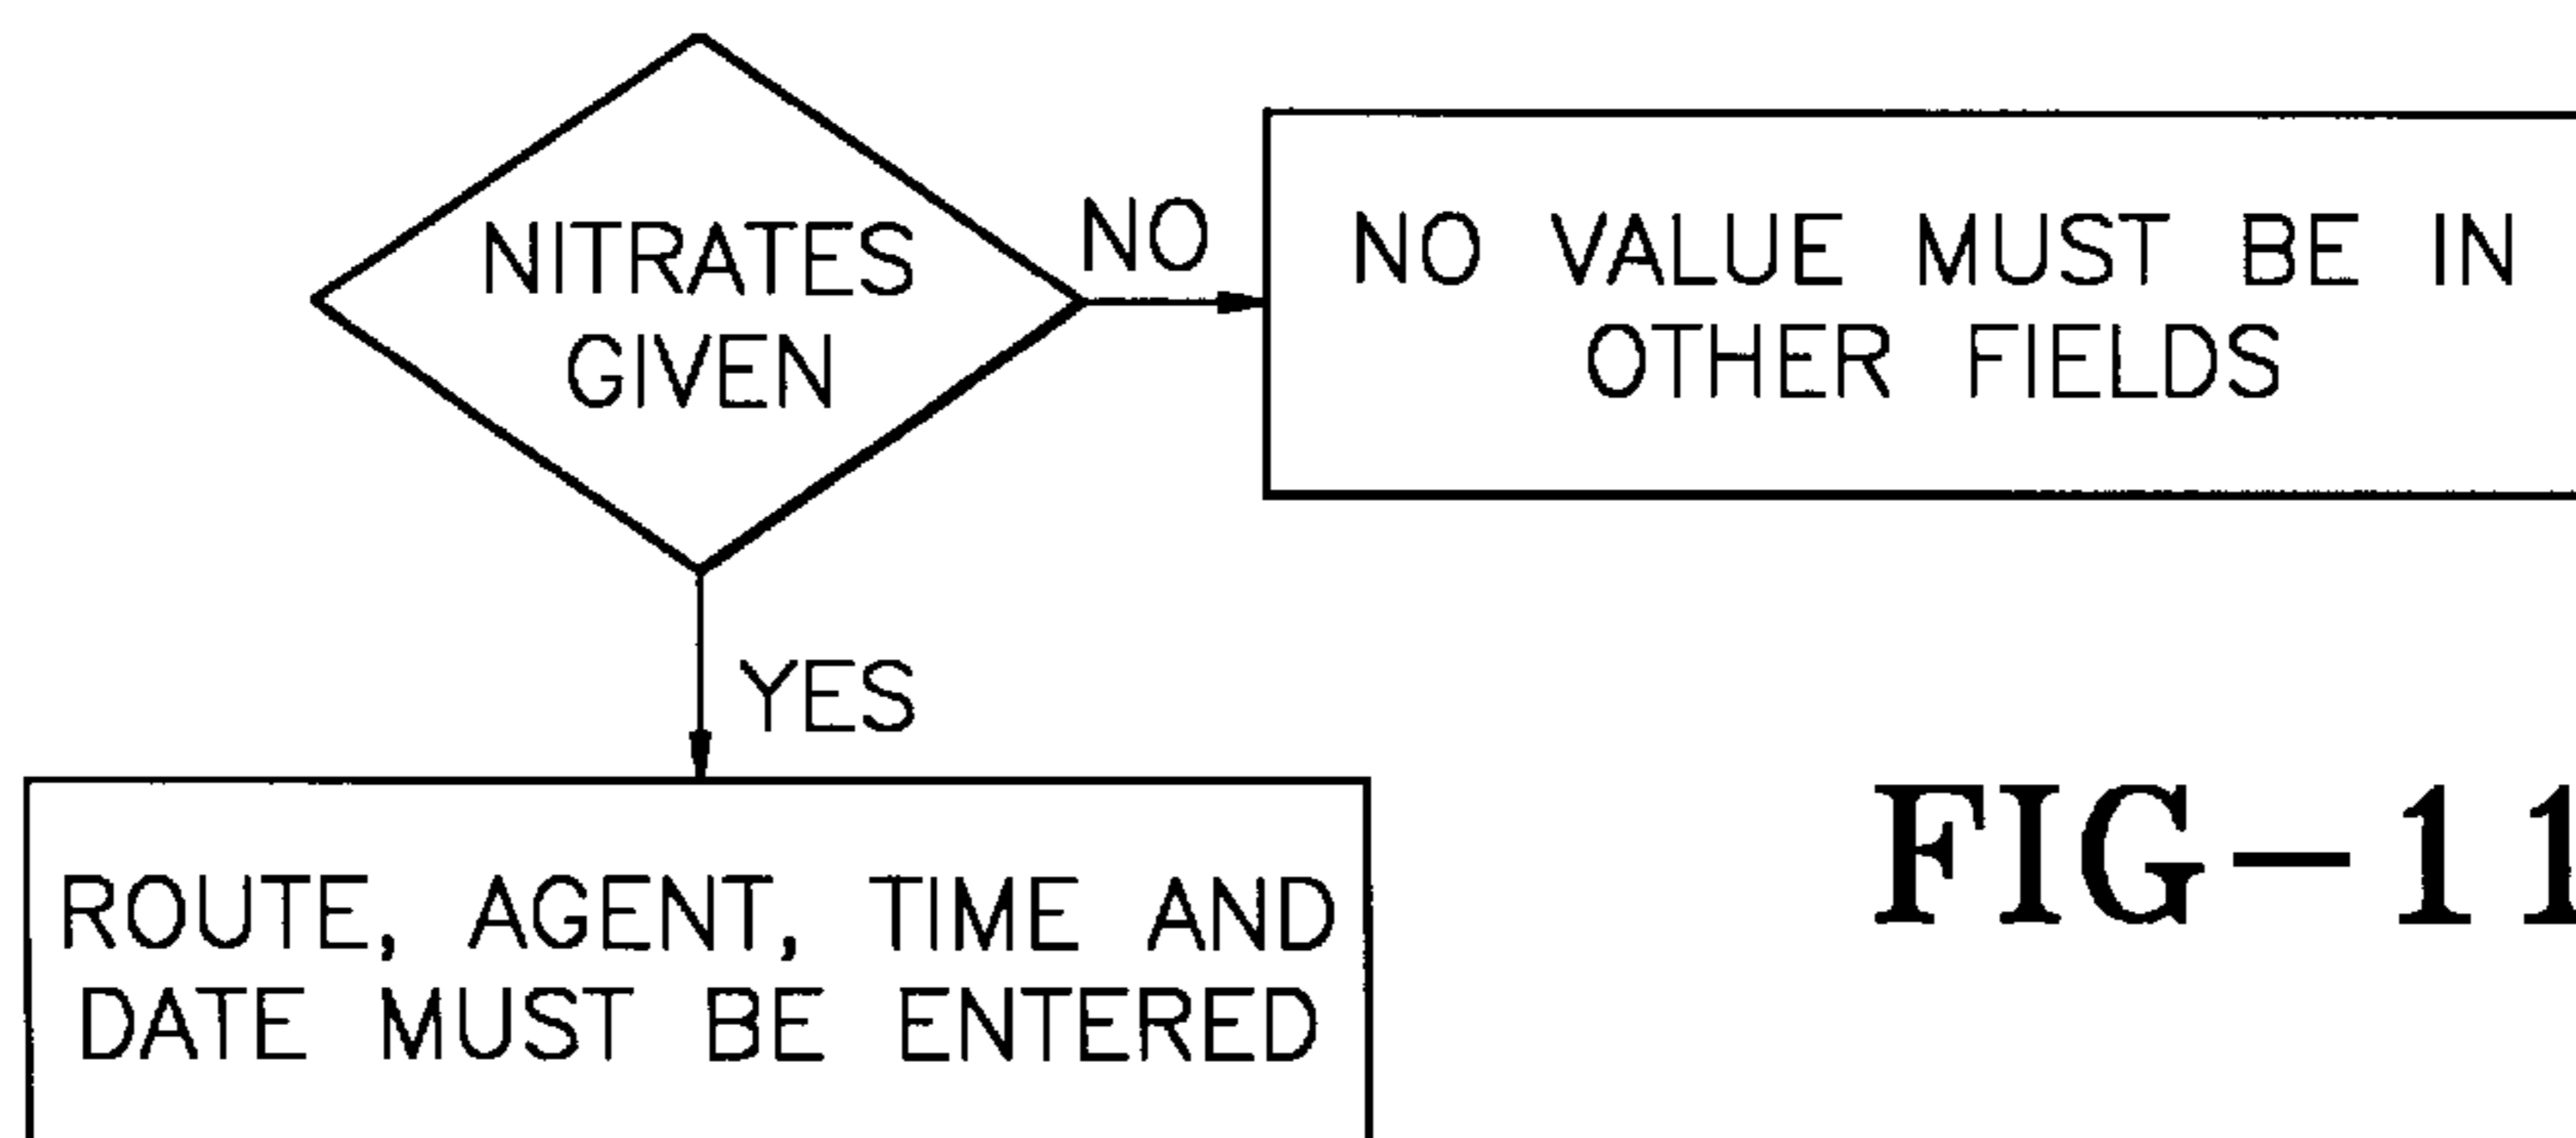 NITRATES
GIVEN
NO
NO VALUE MUST BE IN
OTHER FIELDS
YES
ROUTE, AGENT, TIME AND
DATE MUST BE ENTERED
FIG-11